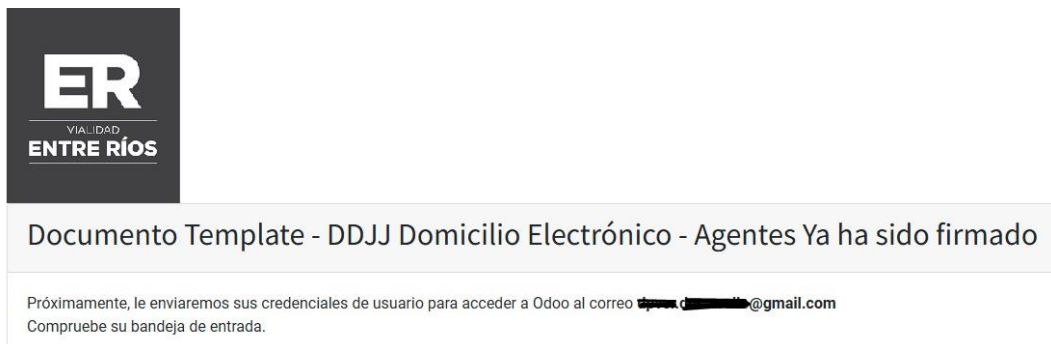 ER
VIALIDAD
ENTRE RÍOS
Documento Template - DDJJ Domicilio Electrónico - Agentes Ya ha sido firmado
Próximamente, le enviaremos sus credenciales de usuario para acceder a Odoo al correo @gmail.com
Compruebe su bandeja de entrada.